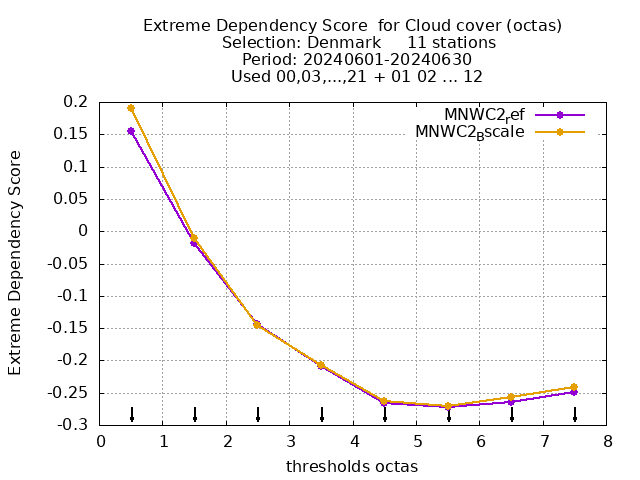 Extreme Dependency Score  for Cloud cover (octas)
Selection: Denmark     11 stations
Period: 20240601-20240630
Used 00,03,...,21 + 01 02 ... 12
MNWC2_ref
MNWC2_Bscale
Extreme Dependency Score
0.2
0.15
0.1
0.05
0
-0.05
-0.1
-0.15
-0.2
-0.25
-0.3
0 1 2 3 4 5 6 7 8
thresholds octas